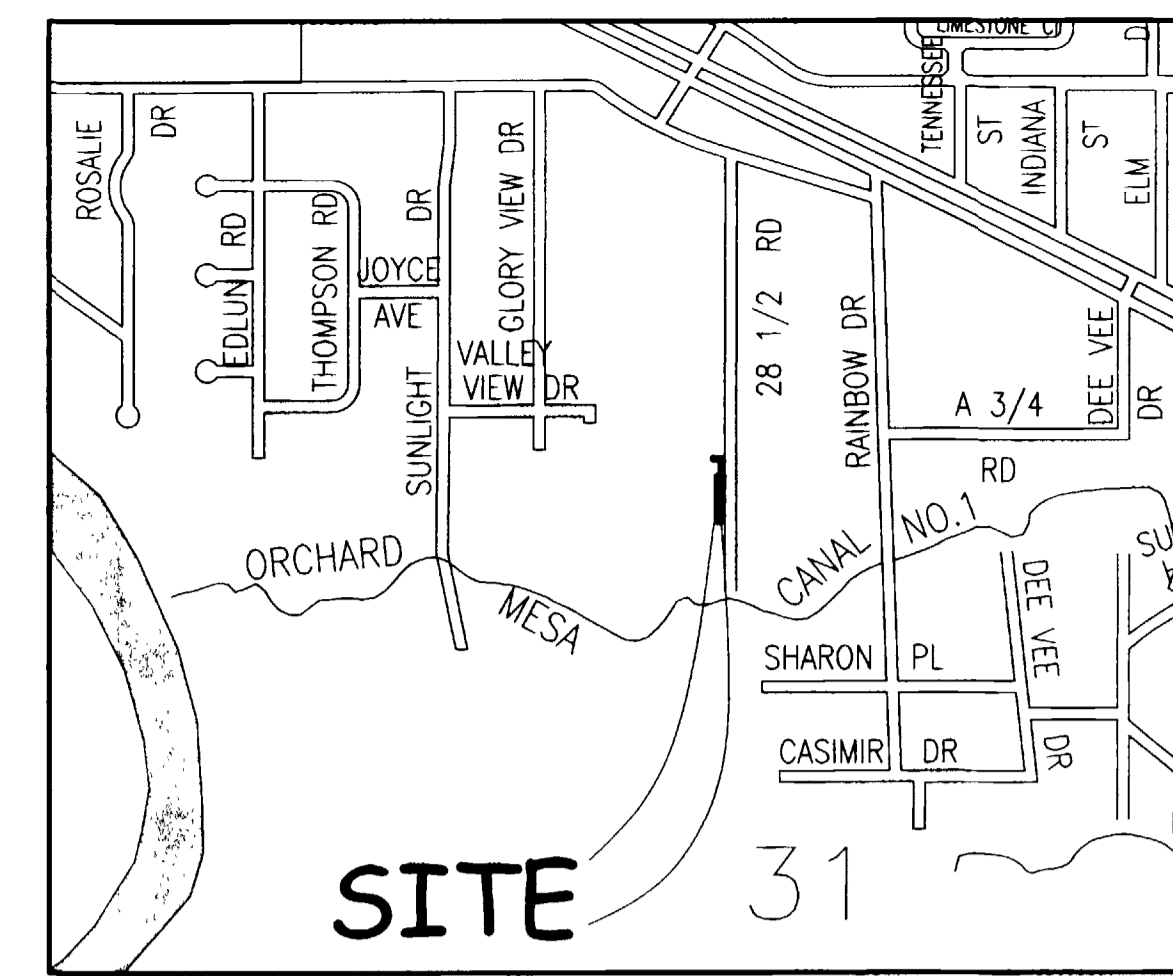 LIMESTONE
TENNESSEE
ST
INDIANA
ST
ELM
D
ROSALIE
DR
EDLUN RD
THOMPSON RD
DR
SUNLIGHT
GLORY VIEW DR
JOYCE
AVE
VALLEY
VIEW DR
28 1/2 RD
RAINBOW DR
A 3/4
RD
DEE VEE
DR
ORCHARD
MESA
CANAL
NO.1
SU
DEE VEE
DR
SHARON PL
CASIMIR DR
SITE
31